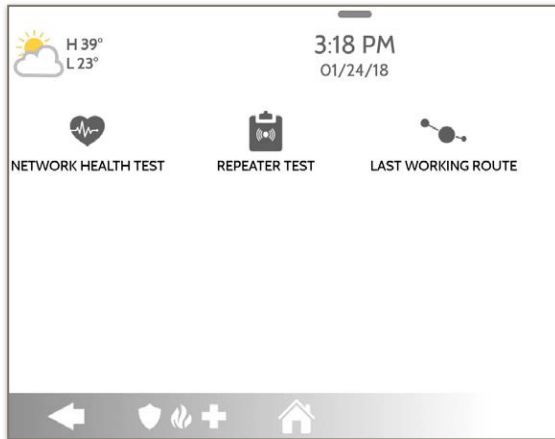 H 39°
L 23°
3:18 PM
01/24/18
NETWORK HEALTH TEST
REPEATER TEST
LAST WORKING ROUTE